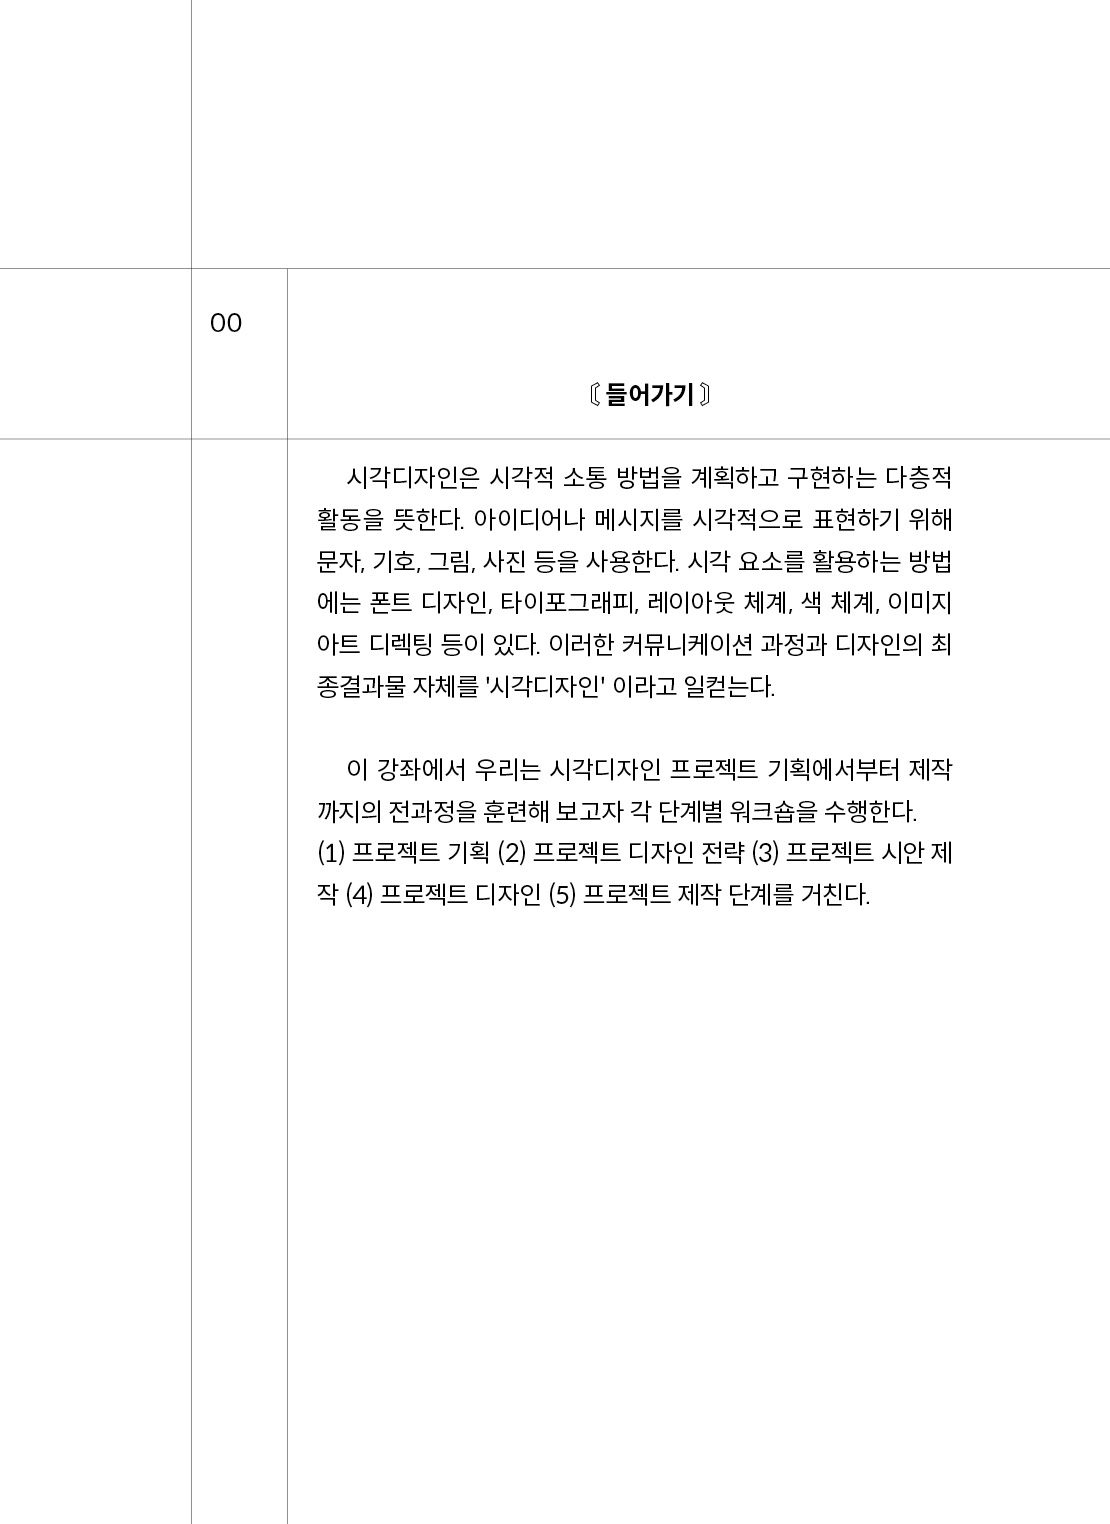 00
〘 들어가기 〙
시각디자인은 시각적 소통 방법을 계획하고 구현하는 다층적
활동을 뜻한다. 아이디어나 메시지를 시각적으로 표현하기 위해
문자, 기호, 그림, 사진 등을 사용한다. 시각 요소를 활용하는 방법
에는 폰트 디자인, 타이포그래피, 레이아웃 체계, 색 체계, 이미지
아트 디렉팅 등이 있다. 이러한 커뮤니케이션 과정과 디자인의 최
종결과물 자체를 '시각디자인' 이라고 일컫는다.
이 강좌에서 우리는 시각디자인 프로젝트 기획에서부터 제작
까지의 전과정을 훈련해 보고자 각 단계별 워크숍을 수행한다.
(1) 프로젝트 기획 (2) 프로젝트 디자인 전략 (3) 프로젝트 시안 제
작 (4) 프로젝트 디자인 (5) 프로젝트 제작 단계를 거친다.